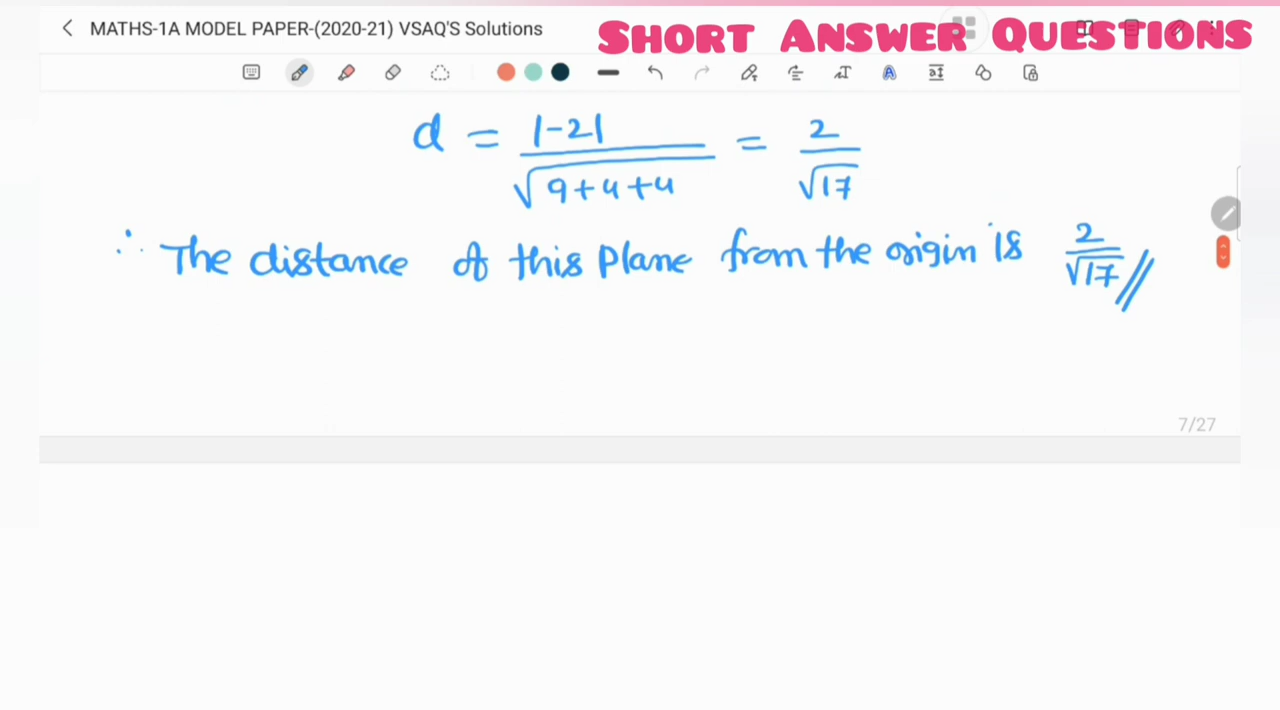 MATHS-1A MODEL PAPER-(2020-21) VSAQ'S Solutions
SHORT ANSWER QUESTIONS
d = |-2| / √9+4+4 = 2/√17
∴ The distance of this plane from the origin is 2/√17 //
7/27